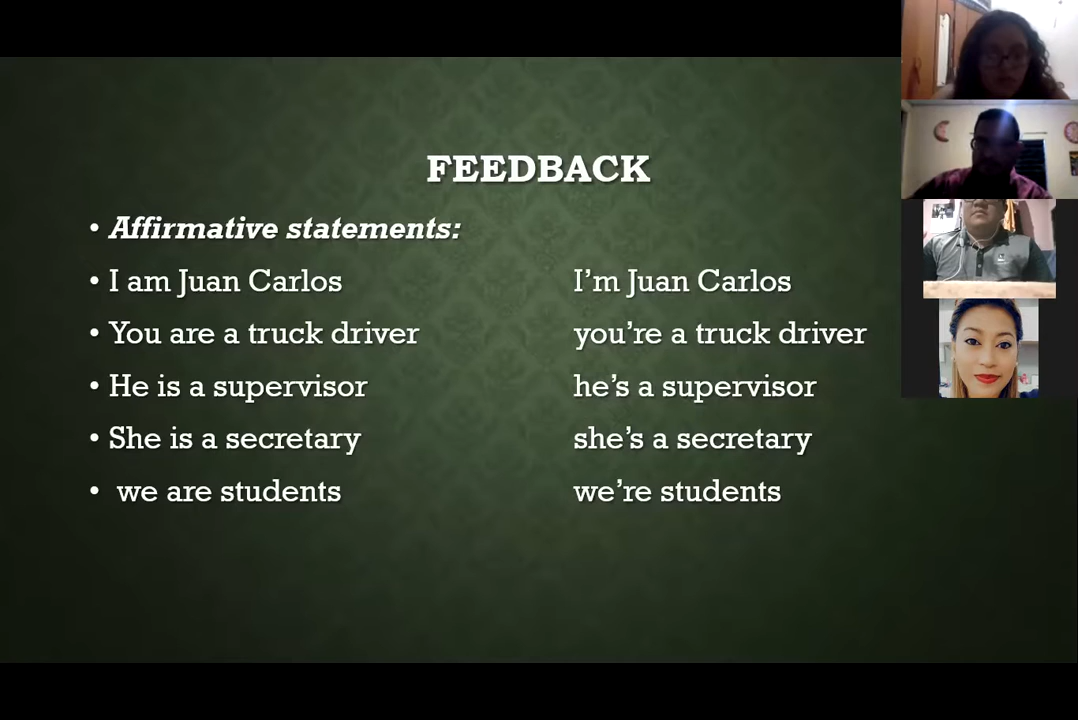 FEEDBACK
• Affirmative statements:
• I am Juan Carlos I’m Juan Carlos
• You are a truck driver you’re a truck driver
• He is a supervisor he’s a supervisor
• She is a secretary she’s a secretary
• we are students we’re students